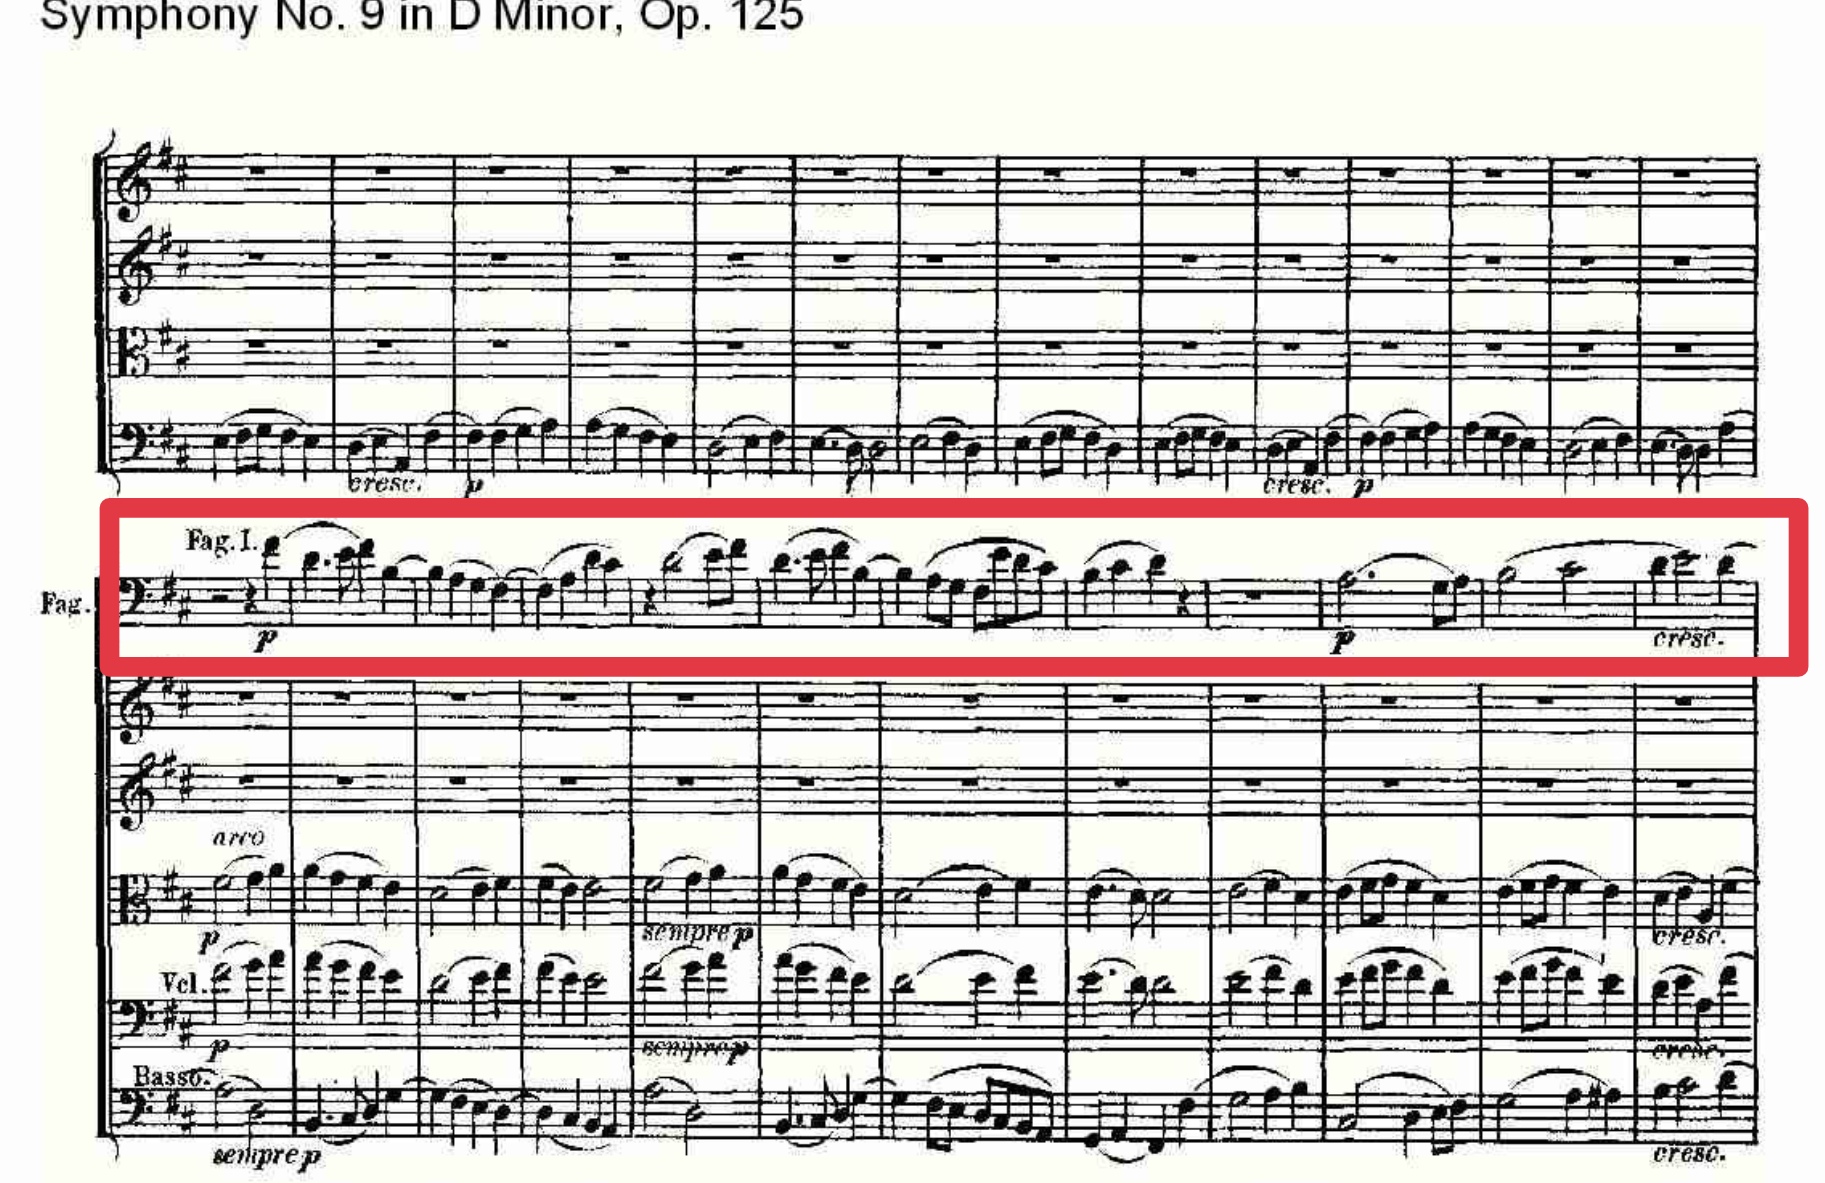 Symphony No. 9 in D Minor, Op. 125
cresc. p cresc. p
Fag. I.
Fag.
p p cresc.
arco
p sempre p cresc.
Vcl.
p sempre p cresc.
Basso.
sempre p cresc.